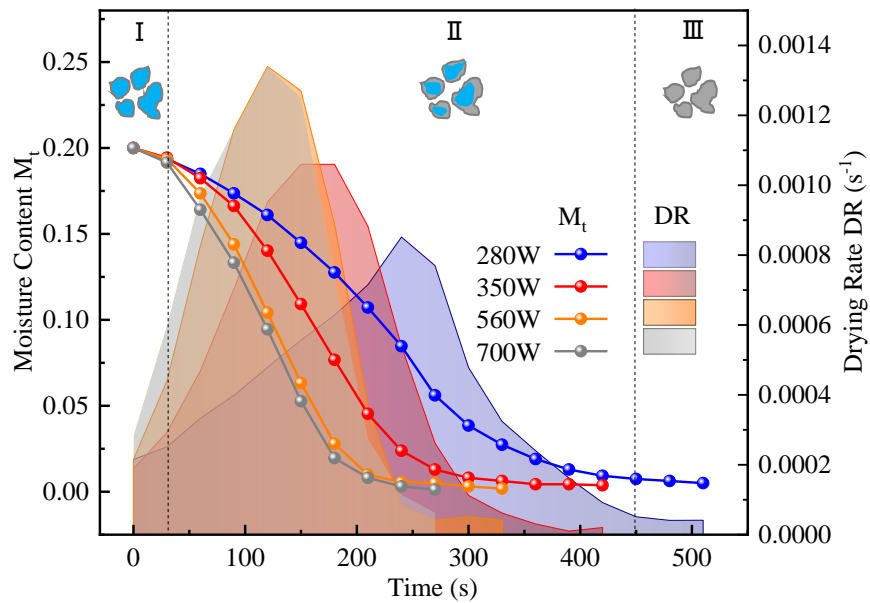 Ⅰ
Ⅱ
Ⅲ
0.25
0.20
0.15
0.10
0.05
0.00
Moisture Content Mt
0.0014
0.0012
0.0010
0.0008
0.0006
0.0004
0.0002
0.0000
Drying Rate DR (s-1)
Mt DR
280W
350W
560W
700W
0 100 200 300 400 500
Time (s)